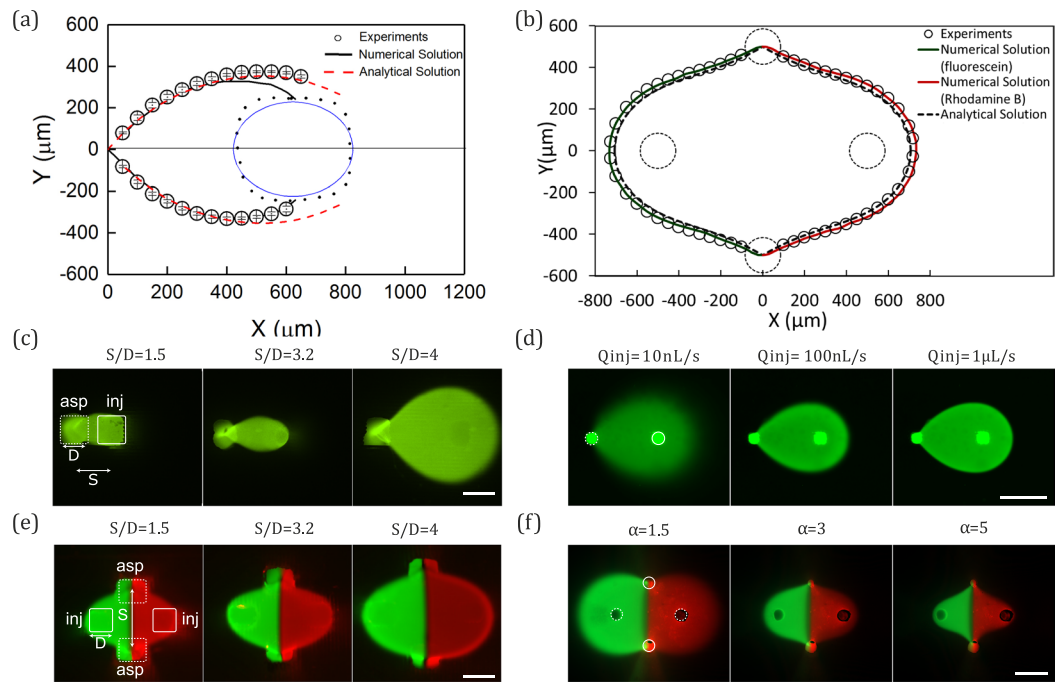 (a)
600
400
200
0
-200
-400
-600
Y (μm)
0 200 400 600 800 1000 1200
X (μm)
Experiments
Numerical Solution
Analytical Solution
(b)
600
400
200
0
200
400
600
Y(μm)
-800 -600 -400 -200 0 200 400 600 800
X (μm)
Experiments
Numerical Solution
(fluorescein)
Numerical Solution
(Rhodamine B)
Analytical Solution
(c)
S/D=1.5 S/D=3.2 S/D=4
asp inj
D
S
(d)
Qinj=10nL/s Qinj=100nL/s Qinj=1μL/s
(e)
S/D=1.5 S/D=3.2 S/D=4
asp
inj S inj
D
asp
(f)
α=1.5 α=3 α=5